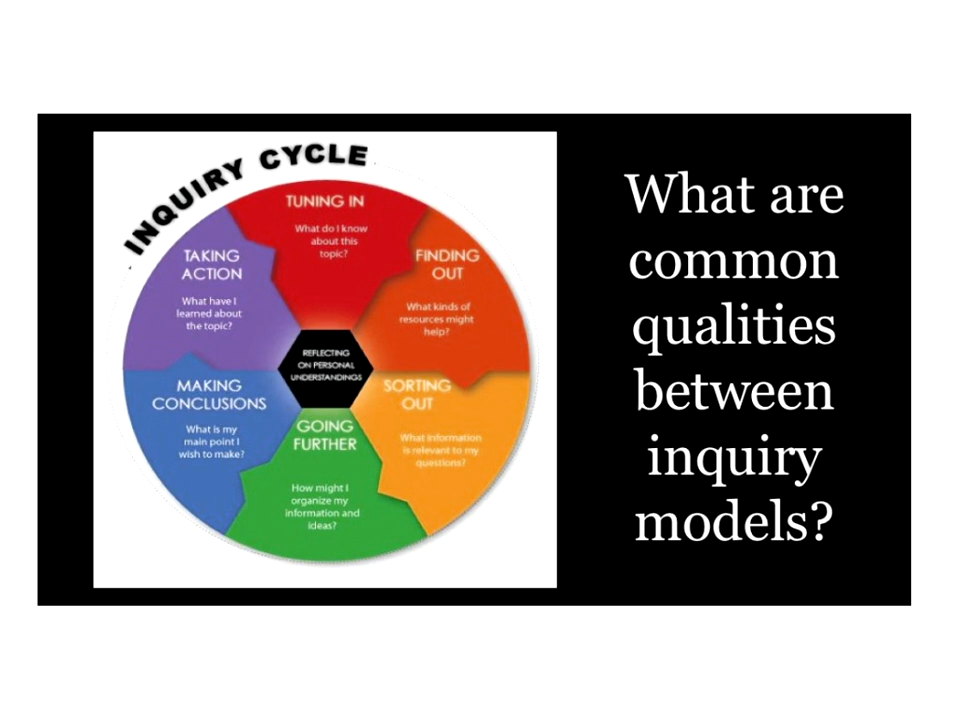 INQUIRY CYCLE
TUNING IN
What do I know
about this
topic?
FINDING
OUT
What kinds of
resources might
help?
SORTING
OUT
What information
is relevant to my
questions?
GOING
FURTHER
How might I
organize my
information and
ideas?
MAKING
CONCLUSIONS
What is my
main point I
wish to make?
TAKING
ACTION
What have I
learned about
the topic?
REFLECTING
ON PERSONAL
UNDERSTANDINGS
What are
common
qualities
between
inquiry
models?